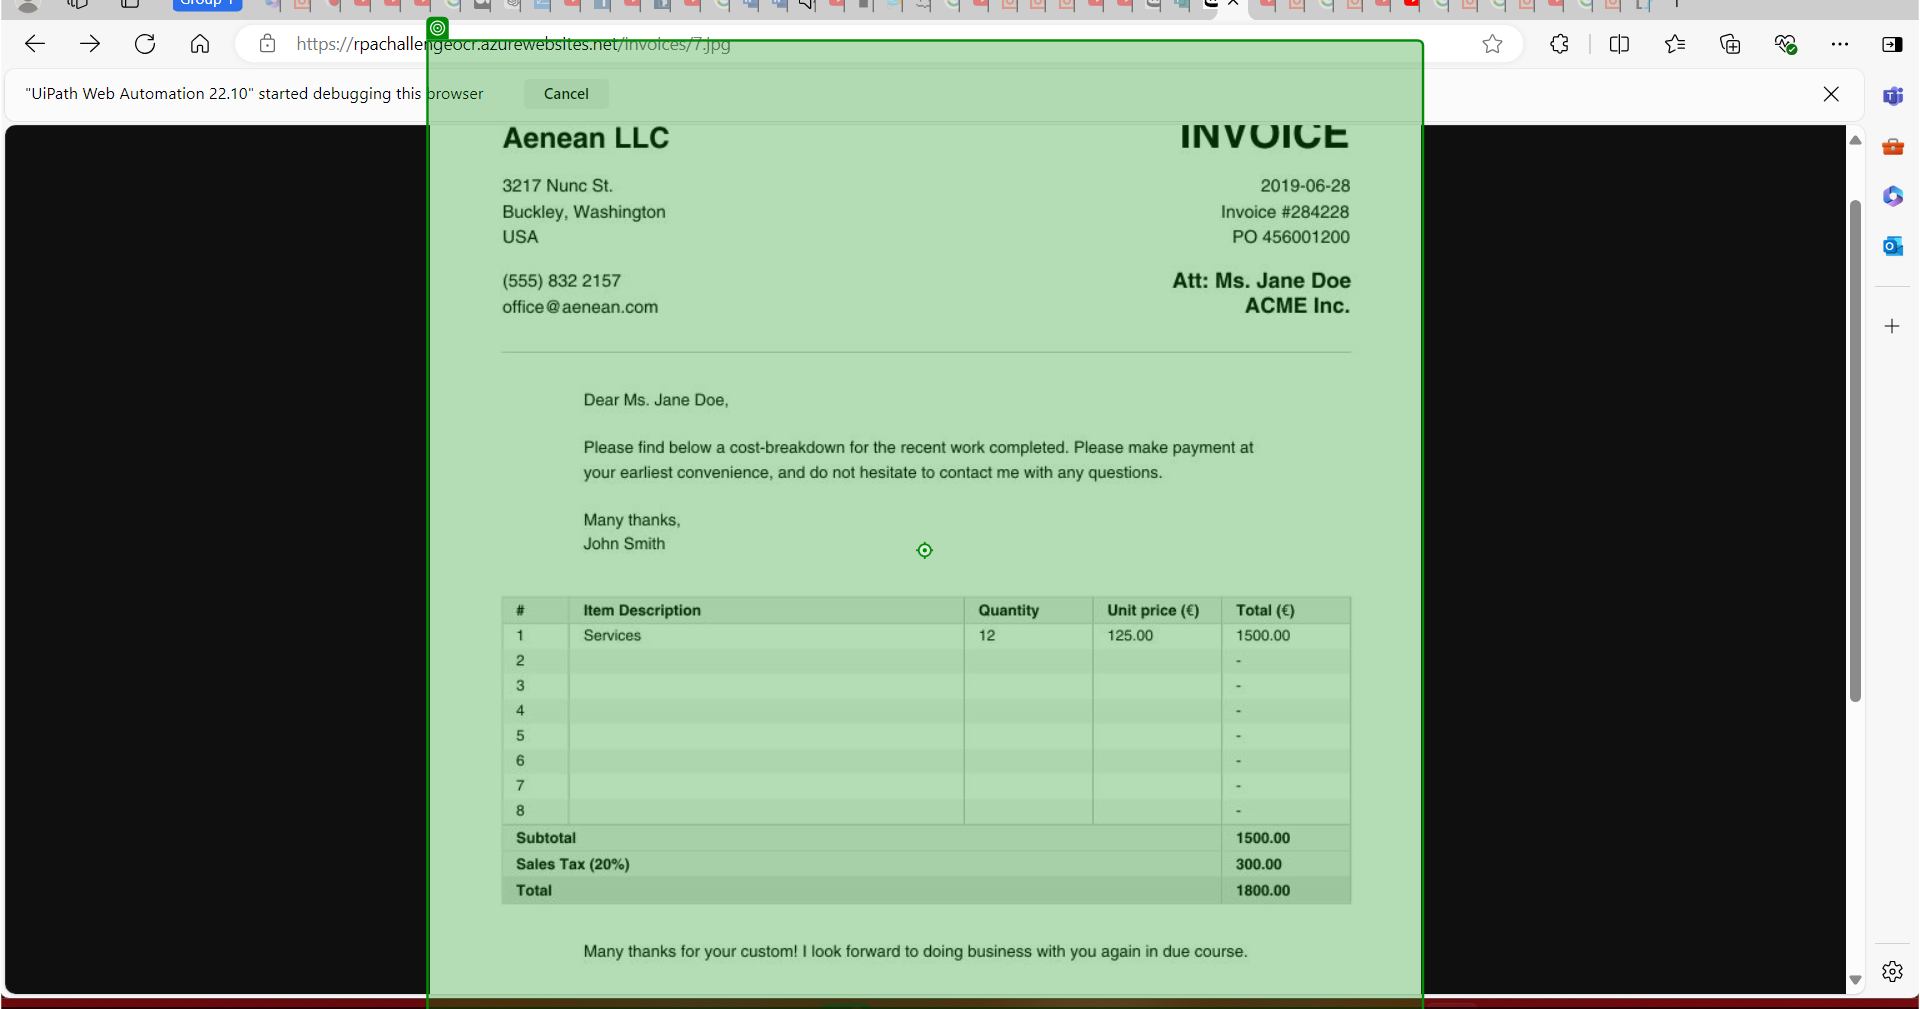 Group 1
https://rpachallengeocr.azurewebsites.net/invoices/7.jpg
"UiPath Web Automation 22.10" started debugging this browser
Cancel
Aenean LLC
INVOICE
3217 Nunc St.
2019-06-28
Buckley, Washington
Invoice #284228
USA
PO 456001200
(555) 832 2157
Att: Ms. Jane Doe
office@aenean.com
ACME Inc.
Dear Ms. Jane Doe,
Please find below a cost-breakdown for the recent work completed. Please make payment at
your earliest convenience, and do not hesitate to contact me with any questions.
Many thanks,
John Smith
# Item Description Quantity Unit price (€) Total (€)
1 Services 12 125.00 1500.00
2 -
3 -
4 -
5 -
6 -
7 -
8 -
Subtotal 1500.00
Sales Tax (20%) 300.00
Total 1800.00
Many thanks for your custom! I look forward to doing business with you again in due course.